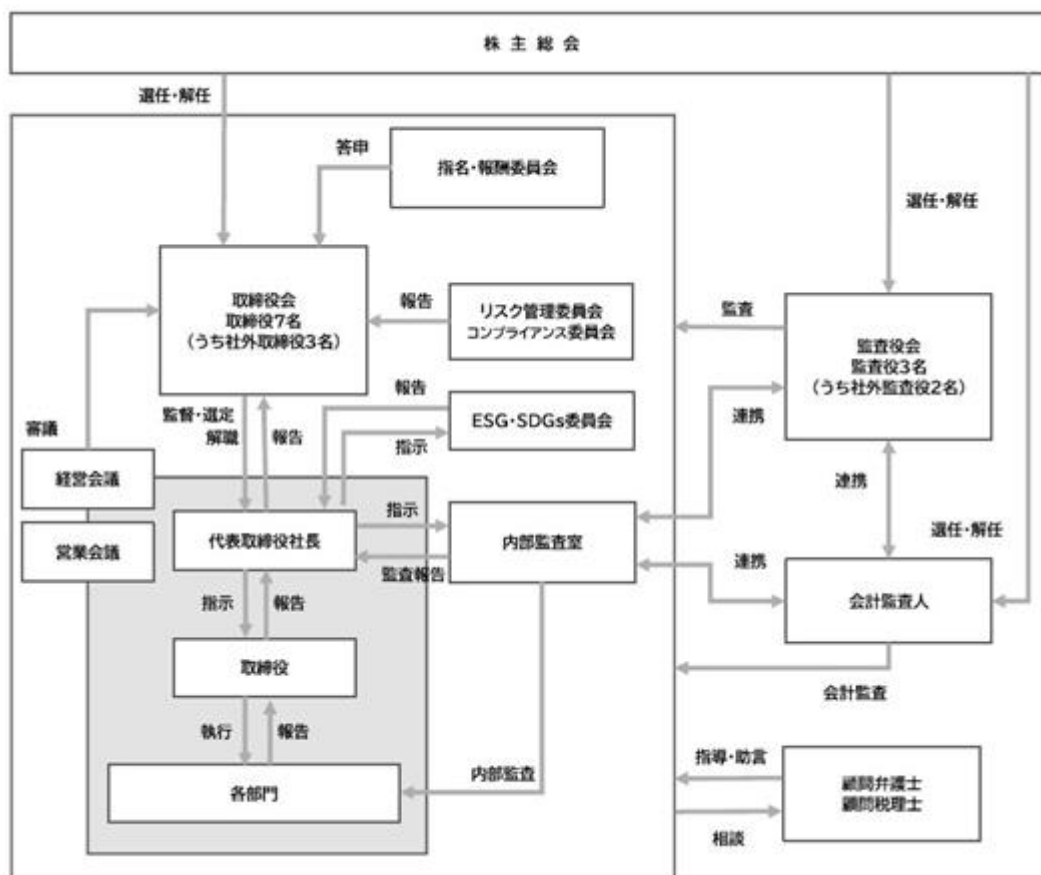 株主総会
選任・解任
答申
指名・報酬委員会
選任・解任
取締役会
取締役7名
（うち社外取締役3名）
報告
リスク管理委員会
コンプライアンス委員会
監査
監査役会
監査役3名
（うち社外監査役2名）
監督・選定
解職
報告
報告
ESG・SDGs委員会
指示
連携
審議
経営会議
営業会議
代表取締役社長
指示
監査報告
内部監査室
連携
連携
選任・解任
会計監査人
指示
報告
取締役
会計監査
執行
報告
各部門
内部監査
指導・助言
顧問弁護士
顧問税理士
相談